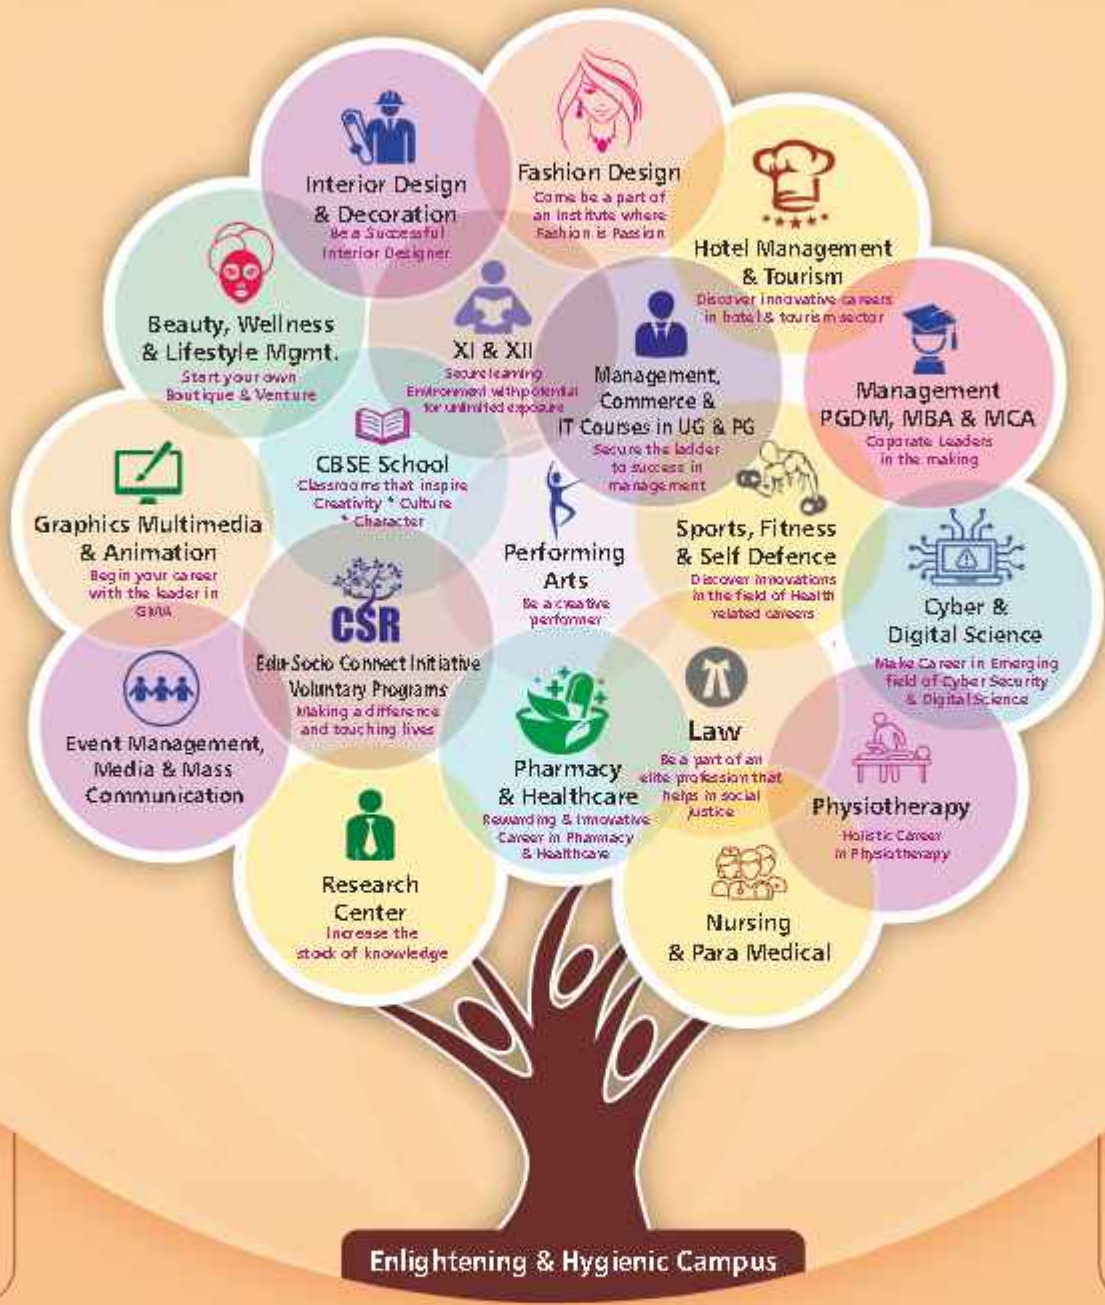 Interior Design
& Decoration
Be a Successful
Interior Designer
Fashion Design
Come be a part of
an institute where
Fashion is Passion
Hotel Management
& Tourism
Discover innovative careers
in hotel & tourism sector
Beauty, Wellness
& Lifestyle Mgmt.
Start your own
Boutique & Venture
XI & XII
Secure learning
Environment with potential
for unlimited exposure
Management,
Commerce &
IT Courses in UG & PG
Secure the ladder
to success in
management
Management
PGDM, MBA & MCA
Coporate Leaders
in the making
CBSE School
Classrooms that inspire
Creativity * Culture
* Character
Graphics Multimedia
& Animation
Begin your career
with the leader in
GMA
Performing
Arts
Be a creative
performer
Sports, Fitness
& Self Defence
Discover innovations
in the field of Health
related careers
Cyber &
Digital Science
Make Career in Emerging
field of Cyber Security
& Digital Science
CSR
Edu-Socio Connect Initiative
Voluntary Programs
Making a difference
and touching lives
Event Management,
Media & Mass
Communication
Pharmacy
& Healthcare
Rewarding & Innovative
Career in Pharmacy
& Healthcare
Law
Be a part of an
elite profession that
helps in social
justice
Physiotherapy
Holistic Career
in Physiotherapy
Research
Center
Increase the
stock of knowledge
Nursing
& Para Medical
Enlightening & Hygienic Campus